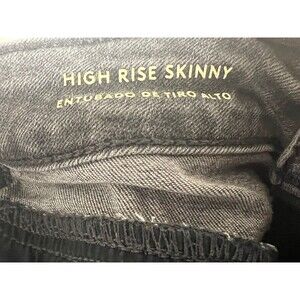 HIGH RISE SKINNY
ENTUBADO DE TIRO ALTO